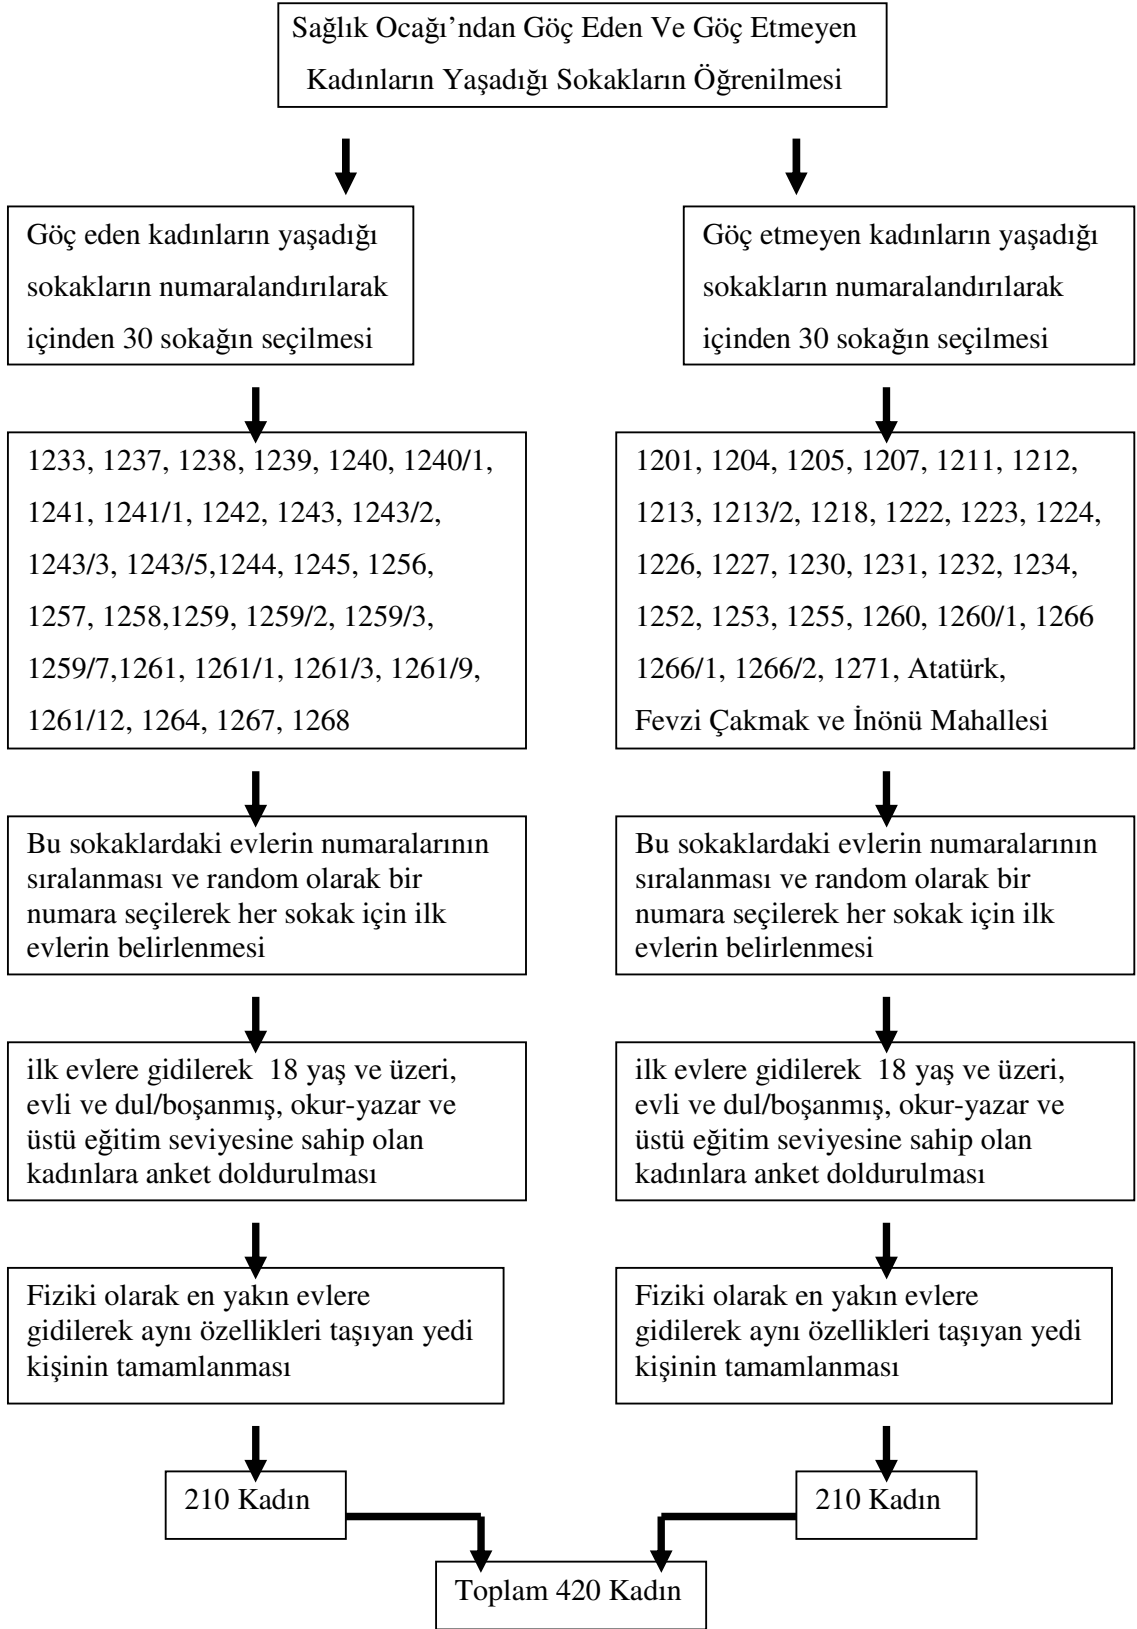 Sağlık Ocağı’ndan Göç Eden Ve Göç Etmeyen
Kadınların Yaşadığı Sokakların Öğrenilmesi
Göç eden kadınların yaşadığı
sokakların numaralandırılarak
içinden 30 sokağın seçilmesi
Göç etmeyen kadınların yaşadığı
sokakların numaralandırılarak
içinden 30 sokağın seçilmesi
1233, 1237, 1238, 1239, 1240, 1240/1,
1241, 1241/1, 1242, 1243, 1243/2,
1243/3, 1243/5,1244, 1245, 1256,
1257, 1258,1259, 1259/2, 1259/3,
1259/7,1261, 1261/1, 1261/3, 1261/9,
1261/12, 1264, 1267, 1268
1201, 1204, 1205, 1207, 1211, 1212,
1213, 1213/2, 1218, 1222, 1223, 1224,
1226, 1227, 1230, 1231, 1232, 1234,
1252, 1253, 1255, 1260, 1260/1, 1266
1266/1, 1266/2, 1271, Atatürk,
Fevzi Çakmak ve İnönü Mahallesi
Bu sokaklardaki evlerin numaralarının
sıralanması ve random olarak bir
numara seçilerek her sokak için ilk
evlerin belirlenmesi
Bu sokaklardaki evlerin numaralarının
sıralanması ve random olarak bir
numara seçilerek her sokak için ilk
evlerin belirlenmesi
ilk evlere gidilerek 18 yaş ve üzeri,
evli ve dul/boşanmış, okur-yazar ve
üstü eğitim seviyesine sahip olan
kadınlara anket doldurulması
ilk evlere gidilerek 18 yaş ve üzeri,
evli ve dul/boşanmış, okur-yazar ve
üstü eğitim seviyesine sahip olan
kadınlara anket doldurulması
Fiziki olarak en yakın evlere
gidilerek aynı özellikleri taşıyan yedi
kişinin tamamlanması
Fiziki olarak en yakın evlere
gidilerek aynı özellikleri taşıyan yedi
kişinin tamamlanması
210 Kadın
210 Kadın
Toplam 420 Kadın